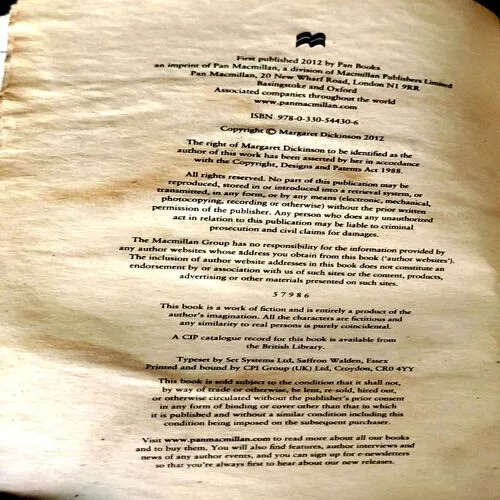 First published 2012 by Pan Books
an imprint of Pan Macmillan, a division of Macmillan Publishers Limited
Pan Macmillan, 20 New Wharf Road, London N1 9RR
Basingstoke and Oxford
Associated companies throughout the world
www.panmacmillan.com
ISBN 978-0-330-54430-6
Copyright © Margaret Dickinson 2012
The right of Margaret Dickinson to be identified as the
author of this work has been asserted by her in accordance
with the Copyright, Designs and Patents Act 1988.
All rights reserved. No part of this publication may be
reproduced, stored in or introduced into a retrieval system, or
transmitted, in any form, or by any means (electronic, mechanical,
photocopying, recording or otherwise) without the prior written
permission of the publisher. Any person who does any unauthorized
act in relation to this publication may be liable to criminal
prosecution and civil claims for damages.
The Macmillan Group has no responsibility for the information provided by
any author websites whose address you obtain from this book ('author websites').
The inclusion of author website addresses in this book does not constitute an
endorsement by or association with us of such sites or the content, products,
advertising or other materials presented on such sites.
5 7 9 8 6
This book is a work of fiction and is entirely a product of the
author's imagination. All the characters are fictitious and
any similarity to real persons is purely coincidental.
A CIP catalogue record for this book is available from
the British Library.
Typeset by Set Systems Ltd, Saffron Walden, Essex
Printed and bound by CPI Group (UK) Ltd, Croydon, CR0 4YY
This book is sold subject to the condition that it shall not,
by way of trade or otherwise, be lent, re-sold, hired out,
or otherwise circulated without the publisher's prior consent
in any form of binding or cover other than that in which
it is published and without a similar condition including this
condition being imposed on the subsequent purchaser.
Visit www.panmacmillan.com to read more about all our books
and to buy them. You will also find features, author interviews and
news of any author events, and you can sign up for e-newsletters
so that you're always first to hear about our new releases.